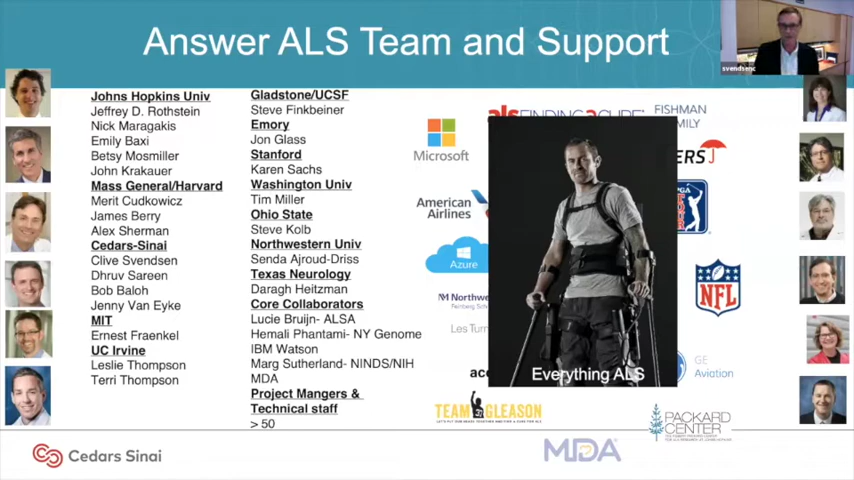 Answer ALS Team and Support
svendsenc
Johns Hopkins Univ
Jeffrey D. Rothstein
Nick Maragakis
Emily Baxi
Betsy Mosmiller
John Krakauer
Mass General/Harvard
Merit Cudkowicz
James Berry
Alex Sherman
Cedars-Sinai
Clive Svendsen
Dhruv Sareen
Bob Baloh
Jenny Van Eyke
MIT
Ernest Fraenkel
UC Irvine
Leslie Thompson
Terri Thompson
Gladstone/UCSF
Steve Finkbeiner
Emory
Jon Glass
Stanford
Karen Sachs
Washington Univ
Tim Miller
Ohio State
Steve Kolb
Northwestern Univ
Senda Ajroud-Driss
Texas Neurology
Daragh Heitzman
Core Collaborators
Lucie Bruijn- ALSA
Hemali Phantami- NY Genome
IBM Watson
Marg Sutherland- NINDS/NIH
MDA
Project Mangers &
Technical staff
> 50
als FINDING A CURE
FISHMAN
Microsoft
American
Airlines
PGA
Azure
NFL
Everything ALS
GE
Aviation
TEAM GLEASON
PACKARD
CENTER
Cedars Sinai
MDA